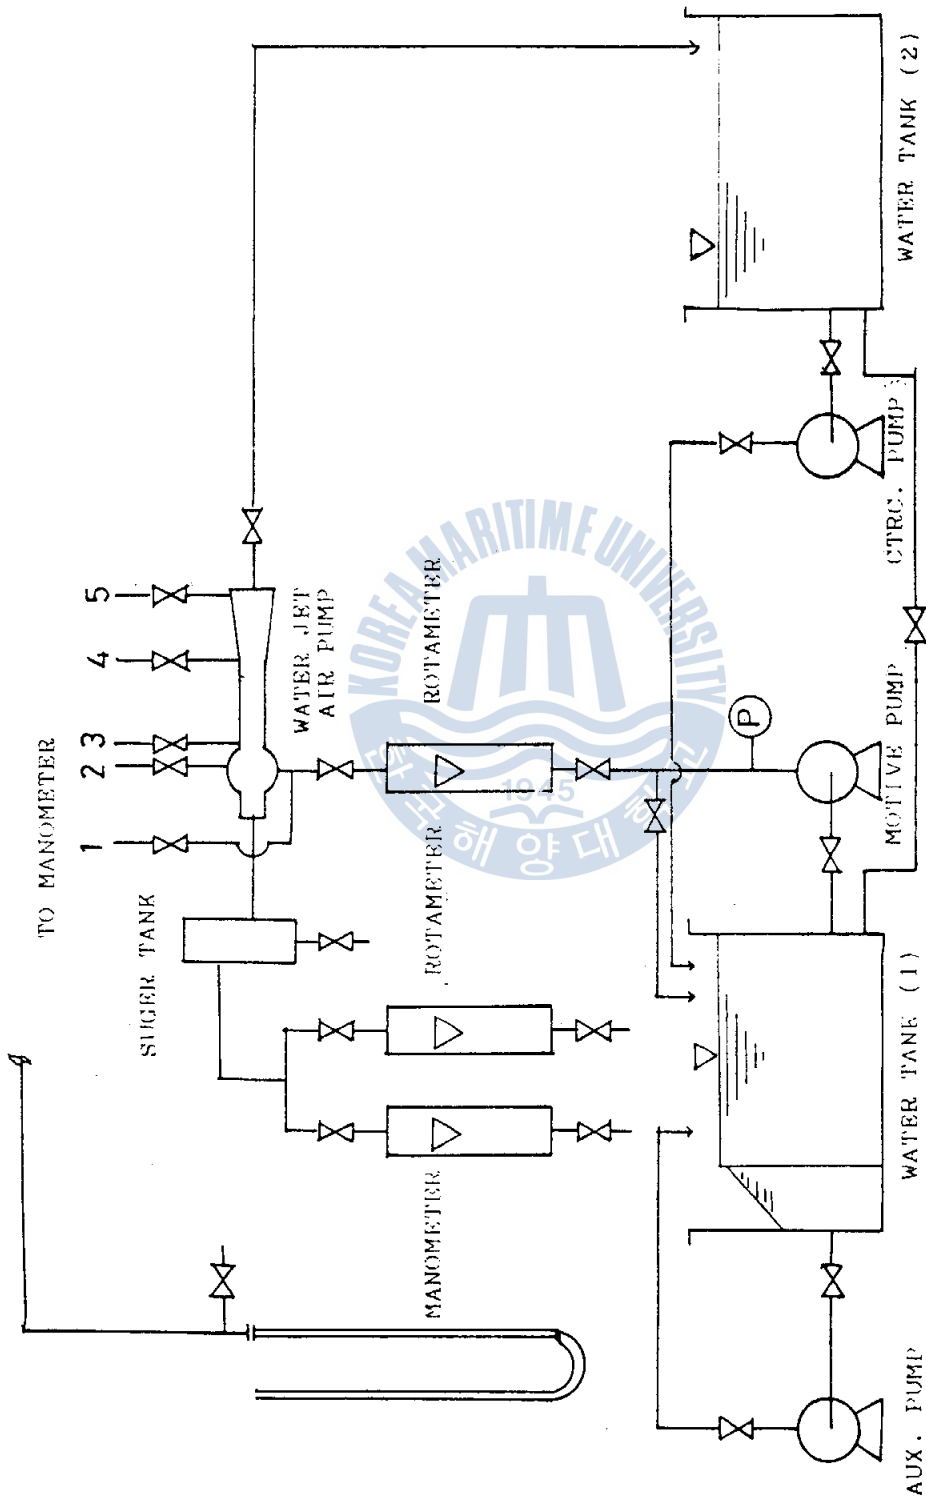 TO MANOMETER
1
2
3
4
5
SUGER TANK
WATER JET
AIR PUMP
MANOMETER
ROTAMETER
ROTAMETER
P
AUX. PUMP
WATER TANK (1)
MOTIVE PUMP
CTRC. PUMP
WATER TANK (2)
KOREA MARITIME UNIVERSITY
1945
한국해양대학교